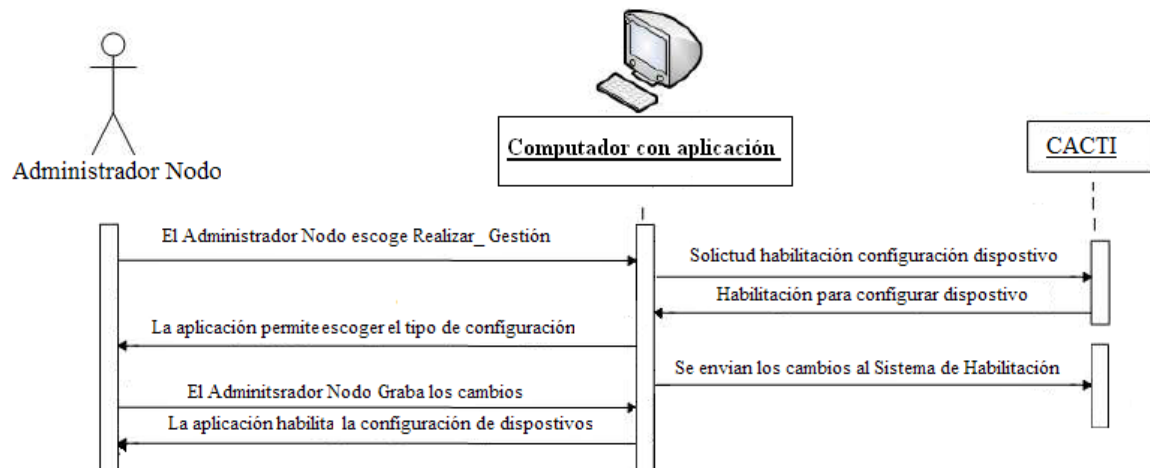 Administrador Nodo
Computador con aplicación
CACTI
El Administrador Nodo escoge Realizar_ Gestión
Solictud habilitación configuración dispostivo
Habilitación para configurar dispostivo
La aplicación permite escoger el tipo de configuración
Se envian los cambios al Sistema de Habilitación
El Adminitsrador Nodo Graba los cambios
La aplicación habilita la configuración de dispostivos